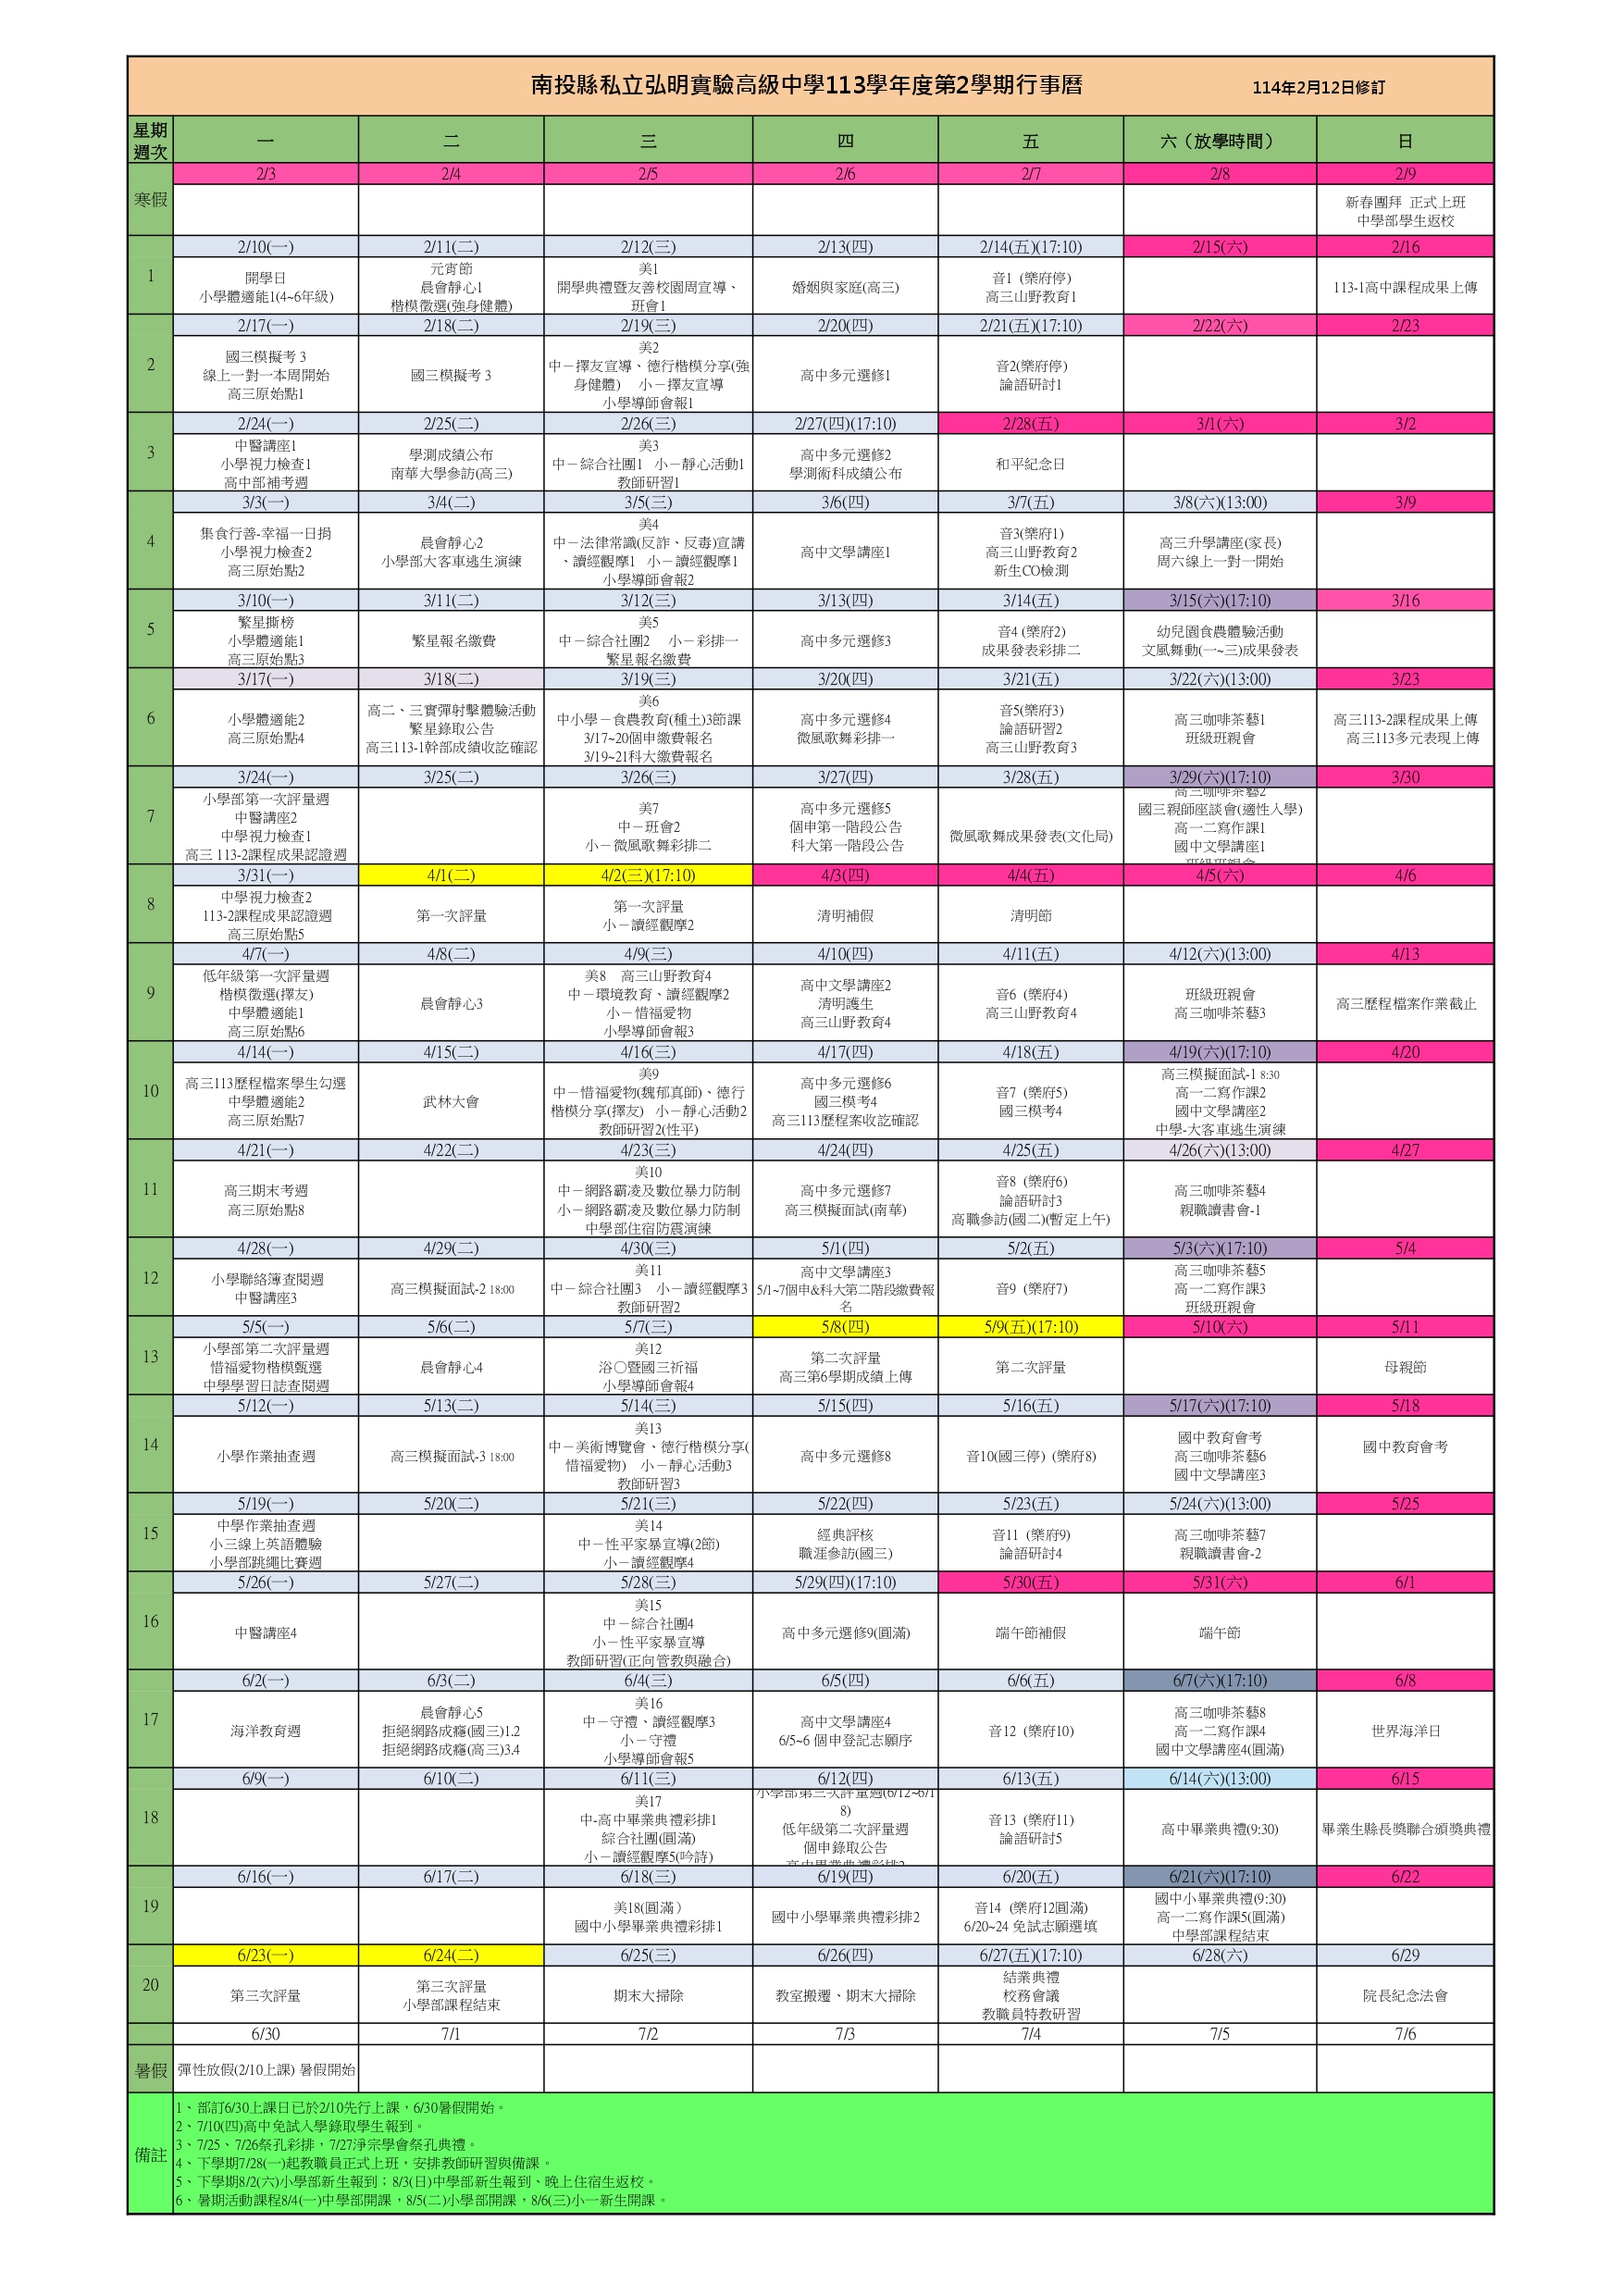 南投縣私立弘明實驗高級中學113學年度第2學期行事曆 114年2月12日修訂
星期
週次
一 二 三 四 五 六（放學時間） 日
寒假
2/3 2/4 2/5 2/6 2/7 2/8 2/9
新春團拜 正式上班
中學部學生返校
1
2/10(一) 2/11(二) 2/12(三) 2/13(四) 2/14(五)(17:10) 2/15(六) 2/16
開學日
小學體適能1(4~6年級)
元宵節
晨會靜心1
楷模徵選(強身健體)
美1
開學典禮暨友善校園周宣導、
班會1
婚姻與家庭(高三)
音1 (樂府停)
高三山野教育1
113-1高中課程成果上傳
2
2/17(一) 2/18(二) 2/19(三) 2/20(四) 2/21(五)(17:10) 2/22(六) 2/23
國三模擬考 3
線上一對一本周開始
高三原始點1
國三模擬考 3
美2
中－擇友宣導、德行楷模分享(強
身健體) 小－擇友宣導
小學導師會報1
高中多元選修1
音2(樂府停)
論語研討1
3
2/24(一) 2/25(二) 2/26(三) 2/27(四)(17:10) 2/28(五) 3/1(六) 3/2
中醫講座1
小學視力檢查1
高中部補考週
學測成績公布
南華大學參訪(高三)
美3
中－綜合社團1 小－靜心活動1
教師研習1
高中多元選修2
學測術科成績公布
和平紀念日
4
3/3(一) 3/4(二) 3/5(三) 3/6(四) 3/7(五) 3/8(六)(13:00) 3/9
集食行善-幸福一日捐
小學視力檢查2
高三原始點2
晨會靜心2
小學部大客車逃生演練
美4
中－法律常識(反詐、反毒)宣講
、讀經觀摩1 小－讀經觀摩1
小學導師會報2
高中文學講座1
音3(樂府1)
高三山野教育2
新生CO檢測
高三升學講座(家長)
周六線上一對一開始
5
3/10(一) 3/11(二) 3/12(三) 3/13(四) 3/14(五) 3/15(六)(17:10) 3/16
繁星撕榜
小學體適能1
高三原始點3
繁星報名繳費
美5
中－綜合社團2 小－彩排一
繁星報名繳費
高中多元選修3
音4 (樂府2)
成果發表彩排二
幼兒園食農體驗活動
文風舞動(一~三)成果發表
6
3/17(一) 3/18(二) 3/19(三) 3/20(四) 3/21(五) 3/22(六)(13:00) 3/23
小學體適能2
高三原始點4
高二、三實彈射擊體驗活動
繁星錄取公告
高三113-1幹部成績收訖確認
美6
中小學－食農教育(種土)3節課
3/17~20個申繳費報名
3/19~21科大繳費報名
高中多元選修4
微風歌舞彩排一
音5(樂府3)
論語研習2
高三山野教育3
高三咖啡茶藝1
班級班親會
高三113-2課程成果上傳
高三113多元表現上傳
7
3/24(一) 3/25(二) 3/26(三) 3/27(四) 3/28(五) 3/29(六)(17:10) 3/30
小學部第一次評量週
中醫講座2
中學視力檢查1
高三 113-2課程成果認證週
美7
中－班會2
小－微風歌舞彩排二
高中多元選修5
個申第一階段公告
科大第一階段公告
微風歌舞成果發表(文化局)
高三咖啡茶藝2
國三親師座談會(適性入學)
高一二寫作課1
國中文學講座1
班級班親會
8
3/31(一) 4/1(二) 4/2(三)(17:10) 4/3(四) 4/4(五) 4/5(六) 4/6
中學視力檢查2
113-2課程成果認證週
高三原始點5
第一次評量
第一次評量
小－讀經觀摩2
清明補假
清明節
9
4/7(一) 4/8(二) 4/9(三) 4/10(四) 4/11(五) 4/12(六)(13:00) 4/13
低年級第一次評量週
楷模徵選(擇友)
中學體適能1
高三原始點6
晨會靜心3
美8 高三山野教育4
中－環境教育、讀經觀摩2
小－惜福愛物
小學導師會報3
高中文學講座2
清明護生
高三山野教育4
音6 (樂府4)
高三山野教育4
班級班親會
高三咖啡茶藝3
高三歷程檔案作業截止
10
4/14(一) 4/15(二) 4/16(三) 4/17(四) 4/18(五) 4/19(六)(17:10) 4/20
高三113歷程檔案學生勾選
中學體適能2
高三原始點7
武林大會
美9
中－惜福愛物(魏郁真師)、德行
楷模分享(擇友) 小－靜心活動2
教師研習2(性平)
高中多元選修6
國三模考4
高三113歷程案收訖確認
音7 (樂府5)
國三模考4
高三模擬面試-1 8:30
高一二寫作課2
國中文學講座2
中學-大客車逃生演練
11
4/21(一) 4/22(二) 4/23(三) 4/24(四) 4/25(五) 4/26(六)(13:00) 4/27
高三期末考週
高三原始點8
美10
中－網路霸凌及數位暴力防制
小－網路霸凌及數位暴力防制
中學部住宿防震演練
高中多元選修7
高三模擬面試(南華)
音8 (樂府6)
論語研討3
高職參訪(國二)(暫定上午)
高三咖啡茶藝4
親職讀書會-1
12
4/28(一) 4/29(二) 4/30(三) 5/1(四) 5/2(五) 5/3(六)(17:10) 5/4
小學聯絡簿查閱週
中醫講座3
高三模擬面試-2 18:00
美11
中－綜合社團3 小－讀經觀摩3
教師研習2
高中文學講座3
5/1~7個申&科大第二階段繳費報
名
音9 (樂府7)
高三咖啡茶藝5
高一二寫作課3
班級班親會
13
5/5(一) 5/6(二) 5/7(三) 5/8(四) 5/9(五)(17:10) 5/10(六) 5/11
小學部第二次評量週
惜福愛物楷模甄選
中學學習日誌查閱週
晨會靜心4
美12
浴〇暨國三祈福
小學導師會報4
第二次評量
高三第6學期成績上傳
第二次評量
母親節
14
5/12(一) 5/13(二) 5/14(三) 5/15(四) 5/16(五) 5/17(六)(17:10) 5/18
小學作業抽查週
高三模擬面試-3 18:00
美13
中－美術博覽會、德行楷模分享(
惜福愛物) 小－靜心活動3
教師研習3
高中多元選修8
音10(國三停) (樂府8)
國中教育會考
高三咖啡茶藝6
國中文學講座3
國中教育會考
15
5/19(一) 5/20(二) 5/21(三) 5/22(四) 5/23(五) 5/24(六)(13:00) 5/25
中學作業抽查週
小三線上英語體驗
小學部跳繩比賽週
美14
中－性平家暴宣導(2節)
小－讀經觀摩4
經典評核
職涯參訪(國三)
音11 (樂府9)
論語研討4
高三咖啡茶藝7
親職讀書會-2
16
5/26(一) 5/27(二) 5/28(三) 5/29(四)(17:10) 5/30(五) 5/31(六) 6/1
中醫講座4
美15
中－綜合社團4
小－性平家暴宣導
教師研習(正向管教與融合)
高中多元選修9(圓滿)
端午節補假
端午節
17
6/2(一) 6/3(二) 6/4(三) 6/5(四) 6/6(五) 6/7(六)(17:10) 6/8
海洋教育週
晨會靜心5
拒絕網路成癮(國三)1.2
拒絕網路成癮(高三)3.4
美16
中－守禮、讀經觀摩3
小－守禮
小學導師會報5
高中文學講座4
6/5~6 個申登記志願序
音12 (樂府10)
高三咖啡茶藝8
高一二寫作課4
國中文學講座4(圓滿)
世界海洋日
18
6/9(一) 6/10(二) 6/11(三) 6/12(四) 6/13(五) 6/14(六)(13:00) 6/15
美17
中-高中畢業典禮彩排1
綜合社團(圓滿)
小－讀經觀摩5(吟詩)
小學部第三次評量週(6/12~6/1
8)
低年級第二次評量週
個申錄取公告
高中畢業典禮彩排2
音13 (樂府11)
論語研討5
高中畢業典禮(9:30)
畢業生縣長獎聯合頒獎典禮
19
6/16(一) 6/17(二) 6/18(三) 6/19(四) 6/20(五) 6/21(六)(17:10) 6/22
美18(圓滿）
國中小學畢業典禮彩排1
國中小學畢業典禮彩排2
音14 (樂府12圓滿)
6/20~24 免試志願選填
國中小畢業典禮(9:30)
高一二寫作課5(圓滿)
中學部課程結束
20
6/23(一) 6/24(二) 6/25(三) 6/26(四) 6/27(五)(17:10) 6/28(六) 6/29
第三次評量
第三次評量
小學部課程結束
期末大掃除
教室搬遷、期末大掃除
結業典禮
校務會議
教職員特教研習
院長紀念法會
6/30 7/1 7/2 7/3 7/4 7/5 7/6
暑假
彈性放假(2/10上課) 暑假開始
備註
1、部訂6/30上課日已於2/10先行上課，6/30暑假開始。
2、7/10(四)高中免試入學錄取學生報到。
3、7/25、7/26祭孔彩排，7/27淨宗學會祭孔典禮。
4、下學期7/28(一)起教職員正式上班，安排教師研習與備課。
5、下學期8/2(六)小學部新生報到；8/3(日)中學部新生報到、晚上住宿生返校。
6、暑期活動課程8/4(一)中學部開課，8/5(二)小學部開課，8/6(三)小一新生開課。